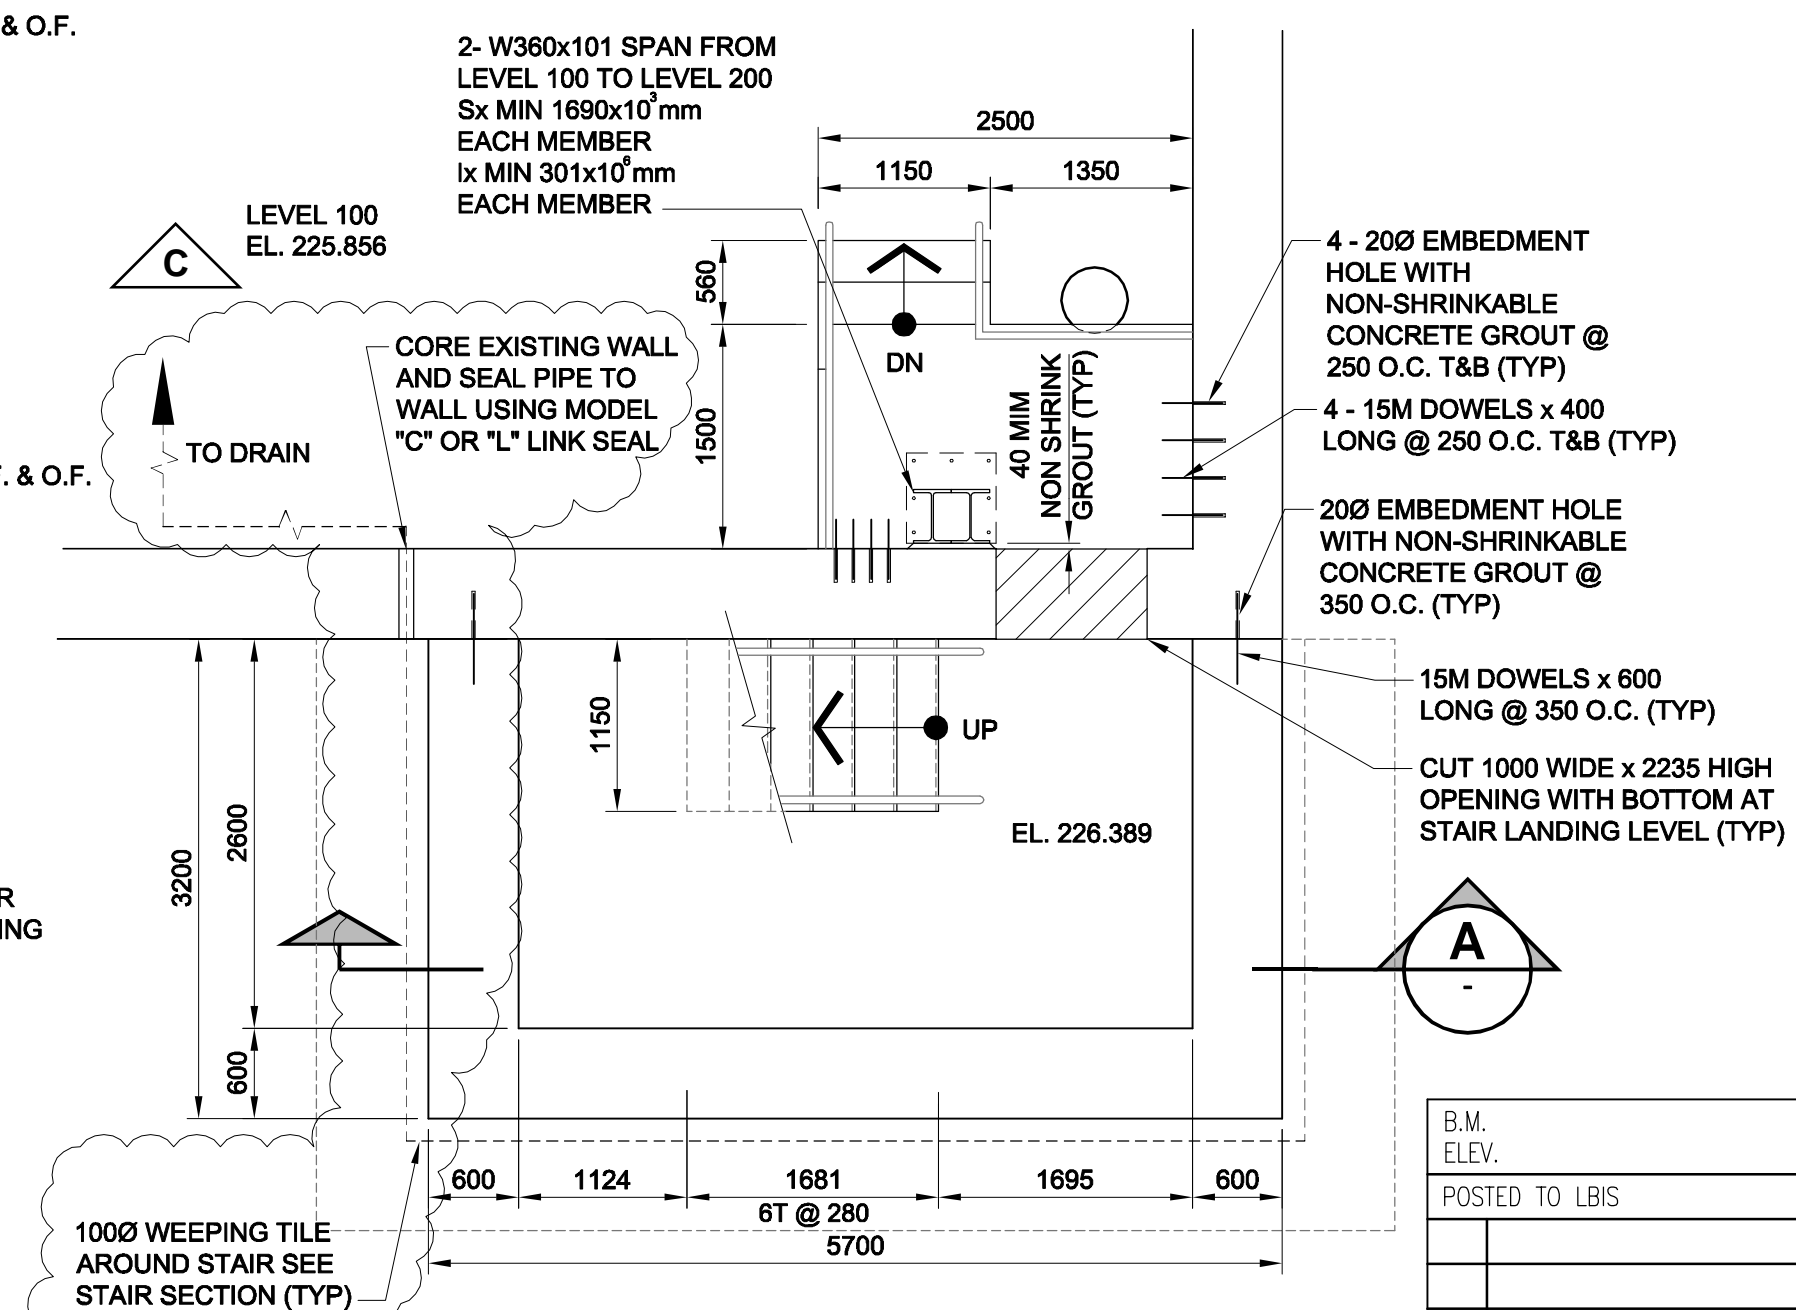 & O.F.
2- W360x101 SPAN FROM
LEVEL 100 TO LEVEL 200
Sx MIN 1690x10³mm
EACH MEMBER
Ix MIN 301x10⁶mm
EACH MEMBER
2500
1150
1350
LEVEL 100
EL. 225.856
C
560
1500
DN
40 MIM
NON SHRINK
GROUT (TYP)
4 - 20Ø EMBEDMENT
HOLE WITH
NON-SHRINKABLE
CONCRETE GROUT @
250 O.C. T&B (TYP)
4 - 15M DOWELS x 400
LONG @ 250 O.C. T&B (TYP)
20Ø EMBEDMENT HOLE
WITH NON-SHRINKABLE
CONCRETE GROUT @
350 O.C. (TYP)
15M DOWELS x 600
LONG @ 350 O.C. (TYP)
CUT 1000 WIDE x 2235 HIGH
OPENING WITH BOTTOM AT
STAIR LANDING LEVEL (TYP)
CORE EXISTING WALL
AND SEAL PIPE TO
WALL USING MODEL
"C" OR "L" LINK SEAL
TO DRAIN
. & O.F.
1150
UP
EL. 226.389
3200
2600
600
R
ING
A
-
600
1124
1681
1695
600
6T @ 280
5700
100Ø WEEPING TILE
AROUND STAIR SEE
STAIR SECTION (TYP)
B.M.
ELEV.
POSTED TO LBIS